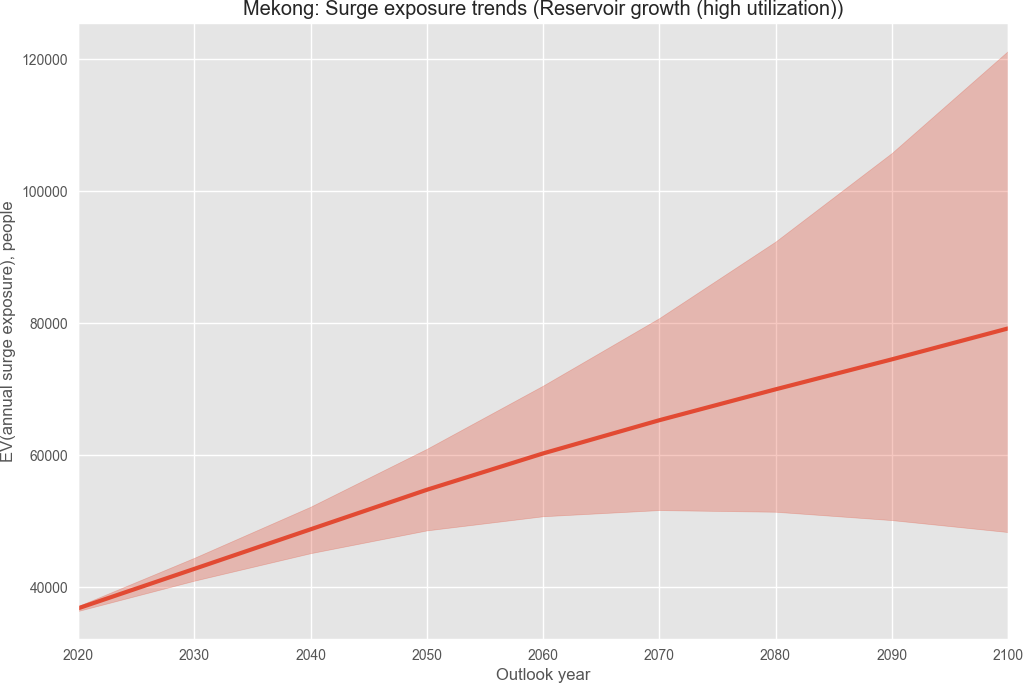 Mekong: Surge exposure trends (Reservoir growth (high utilization))
120000
100000
80000
60000
40000
EV(annual surge exposure), people
2020 2030 2040 2050 2060 2070 2080 2090 2100
Outlook year